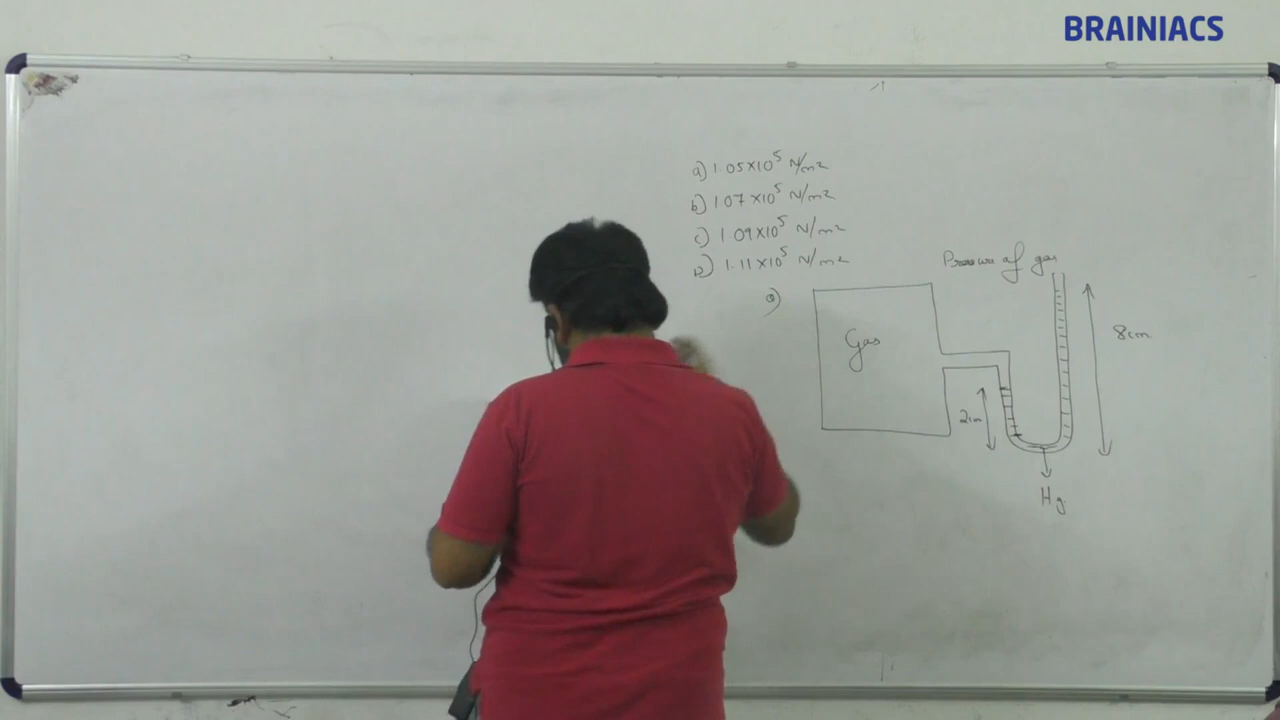 BRAINIACS
a) 1.05×10⁵ N/m2
b) 1.07 ×10⁵ N/m2
c) 1.09×10⁵ N/m2
D) 1.11×10⁵ N/m2
Pressure of gas
Q)
Gas
8cm
2cm
Hg